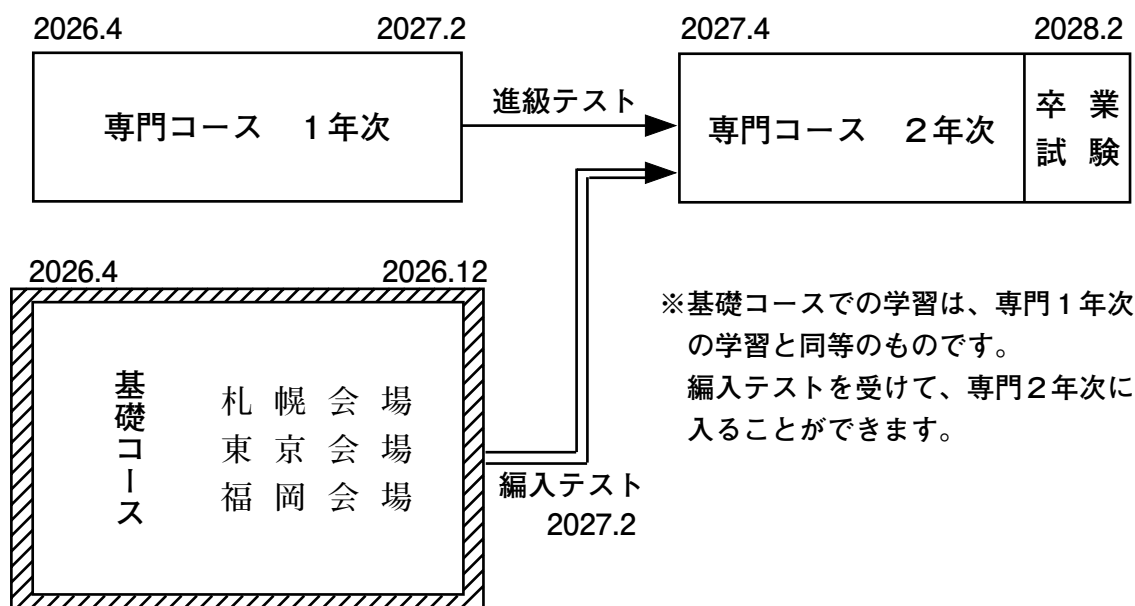 2026.4 2027.2
専門コース　１年次
進級テスト
2027.4 2028.2
専門コース　２年次
卒業
試験
2026.4 2026.12
基礎コース
札幌会場
東京会場
福岡会場
編入テスト
2027.2
※基礎コースでの学習は、専門１年次
の学習と同等のものです。
編入テストを受けて、専門２年次に
入ることができます。